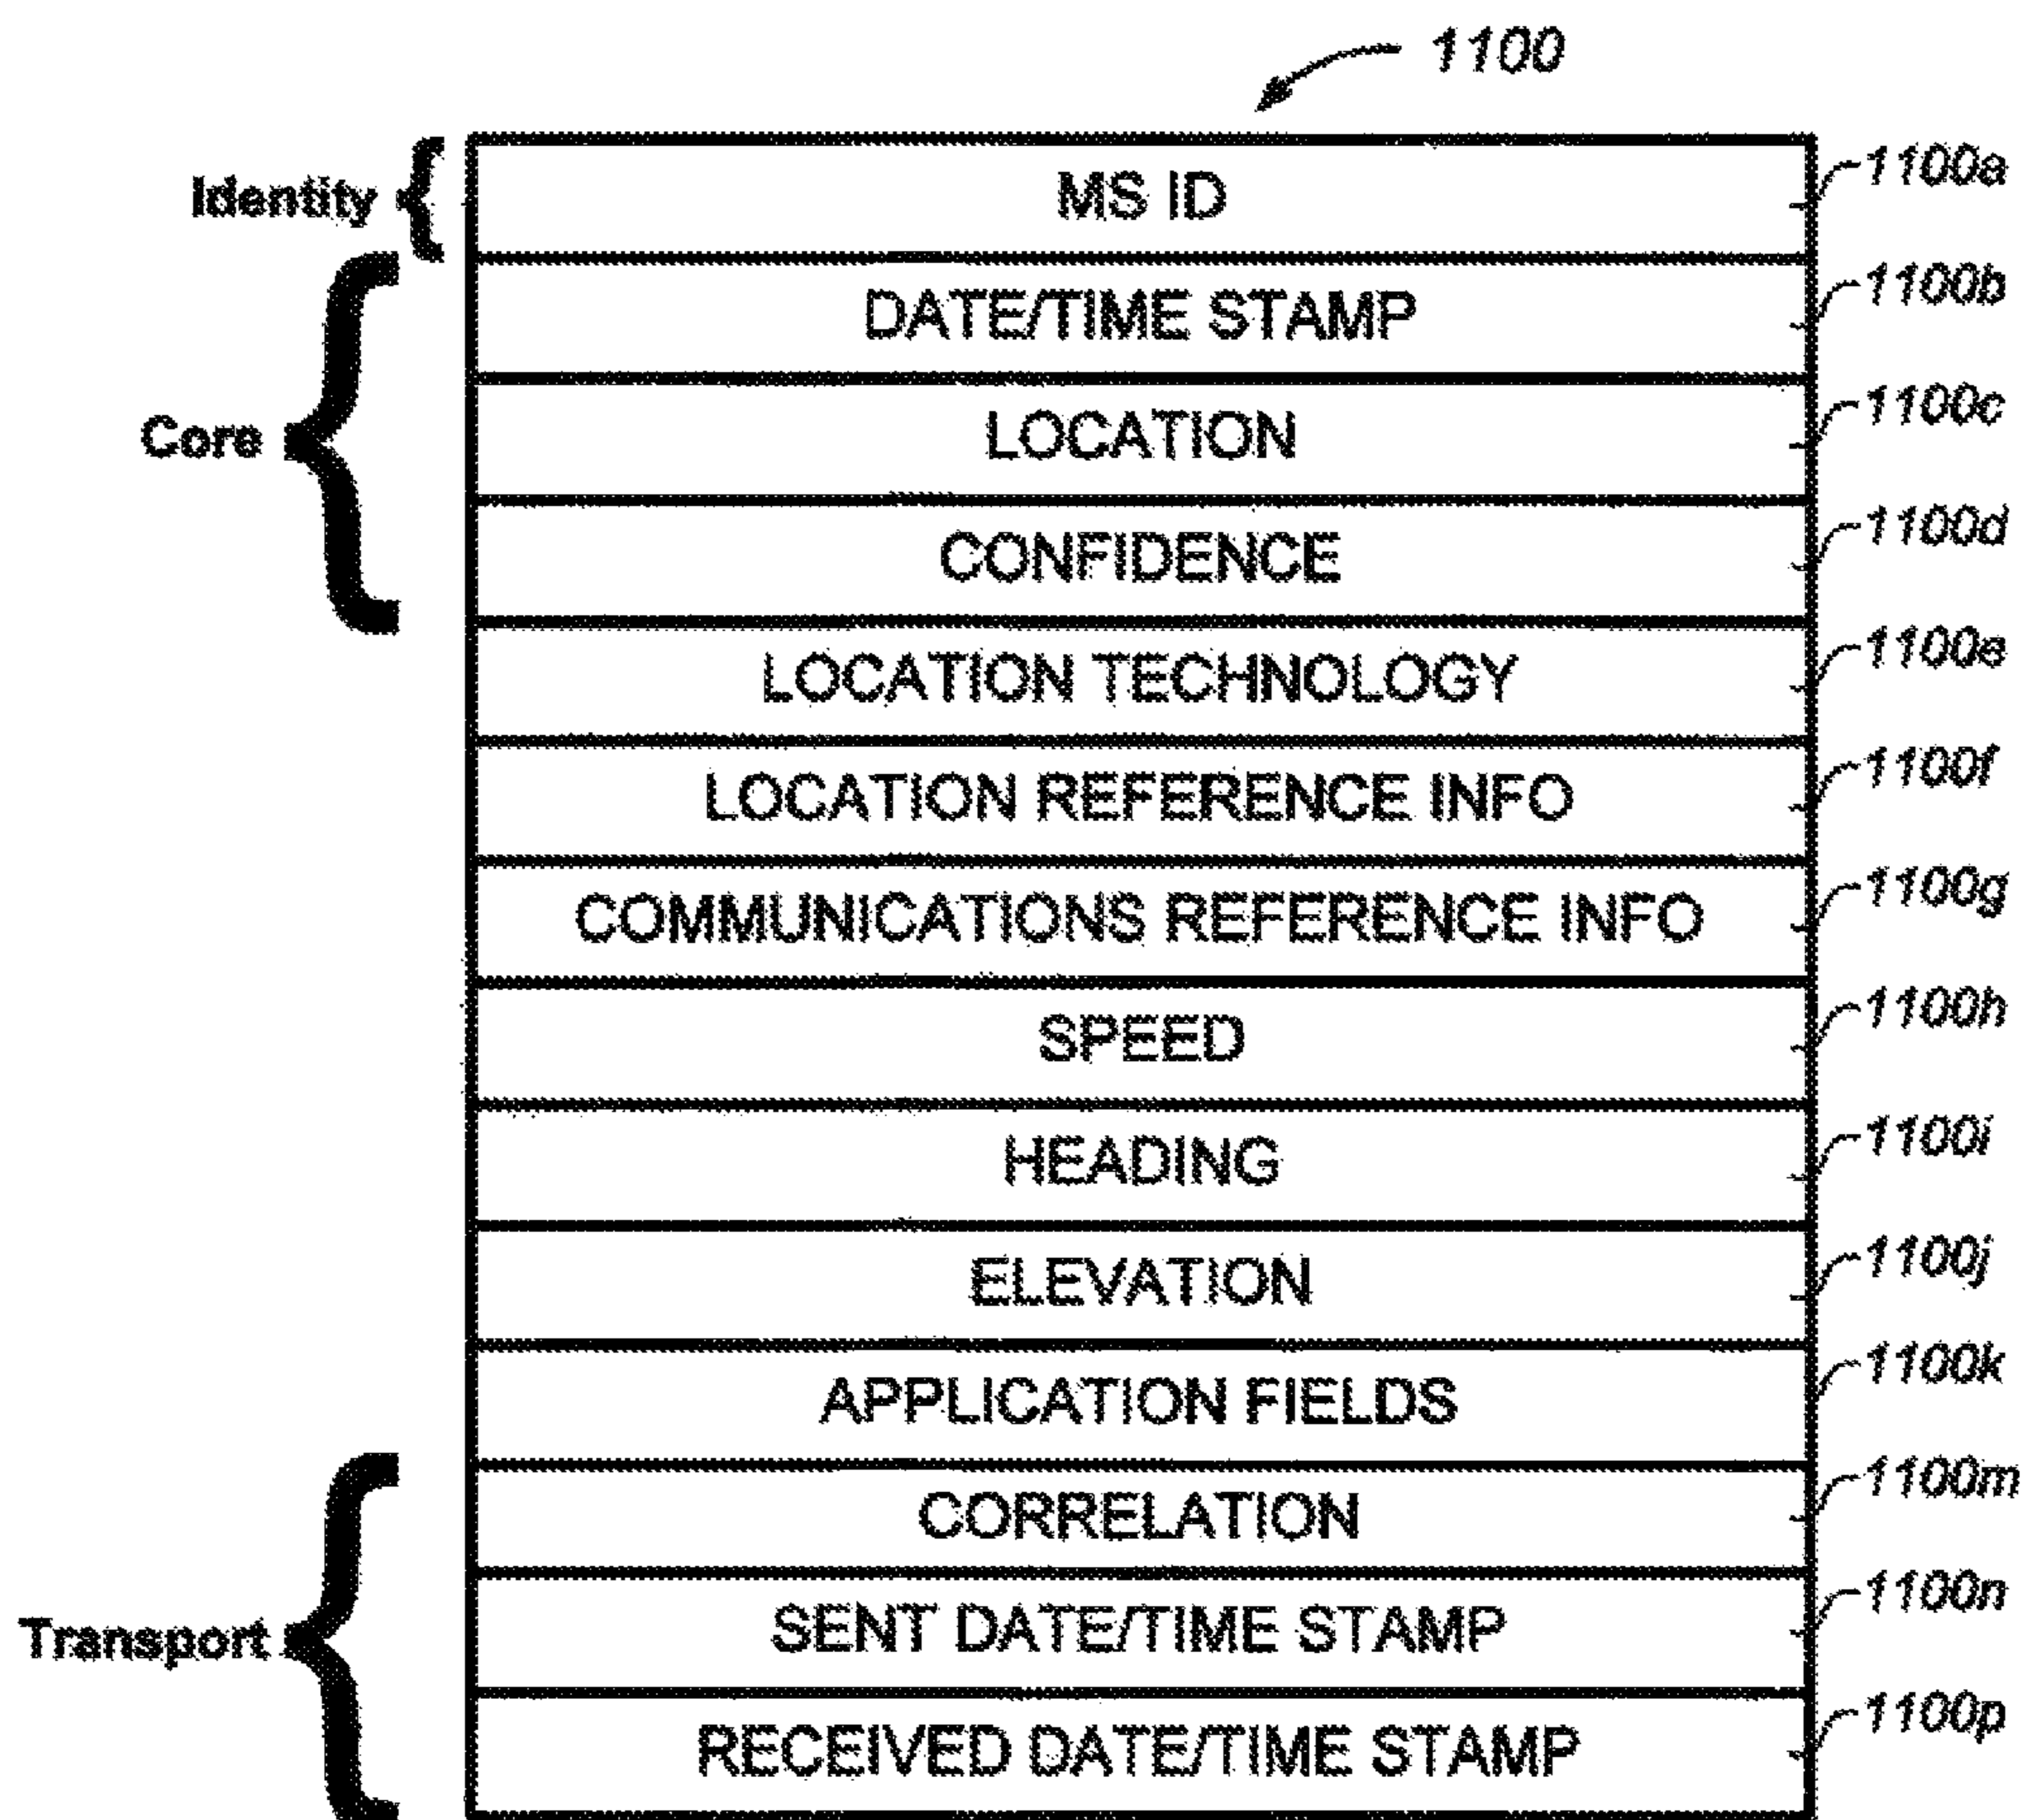 1100
Identity
MS ID
1100a
DATE/TIME STAMP
1100b
Core
LOCATION
1100c
CONFIDENCE
1100d
LOCATION TECHNOLOGY
1100e
LOCATION REFERENCE INFO
1100f
COMMUNICATIONS REFERENCE INFO
1100g
SPEED
1100h
HEADING
1100i
ELEVATION
1100j
APPLICATION FIELDS
1100k
CORRELATION
1100m
Transport
SENT DATE/TIME STAMP
1100n
RECEIVED DATE/TIME STAMP
1100p